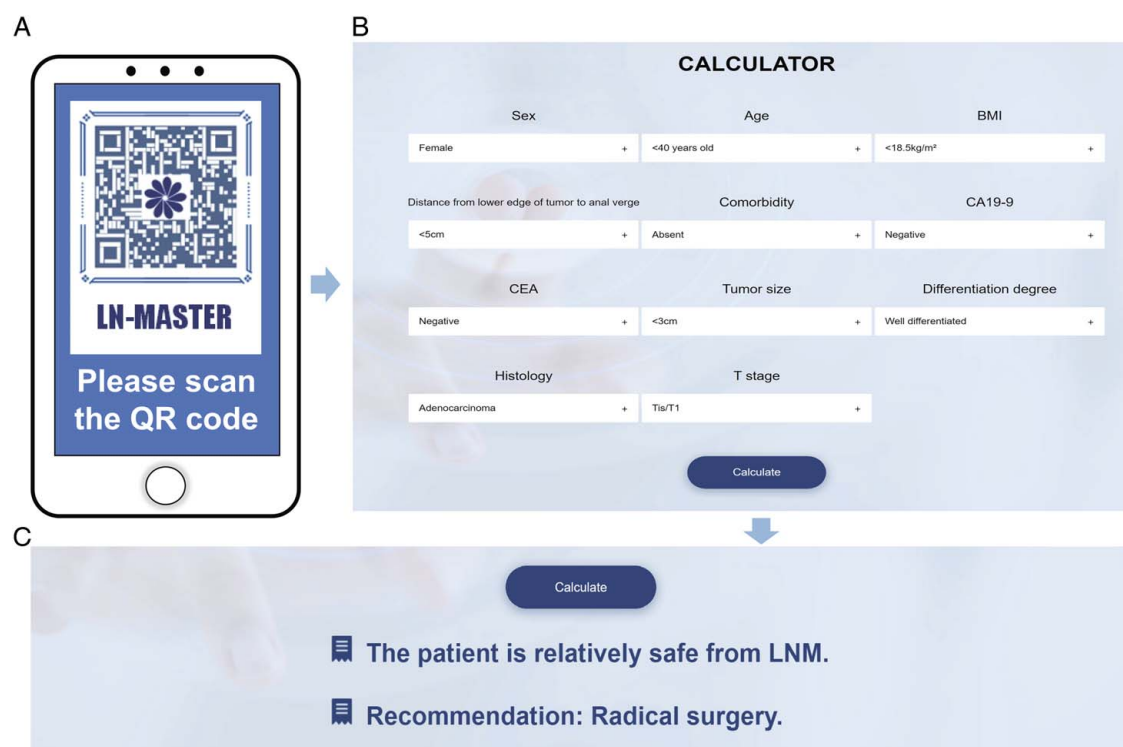 A
LN-MASTER
Please scan
the QR code
B
CALCULATOR
Sex
Age
BMI
Female +
<40 years old +
<18.5kg/m² +
Distance from lower edge of tumor to anal verge
Comorbidity
CA19-9
<5cm +
Absent +
Negative +
CEA
Tumor size
Differentiation degree
Negative +
<3cm +
Well differentiated +
Histology
T stage
Adenocarcinoma +
Tis/T1 +
Calculate
C
Calculate
The patient is relatively safe from LNM.
Recommendation: Radical surgery.